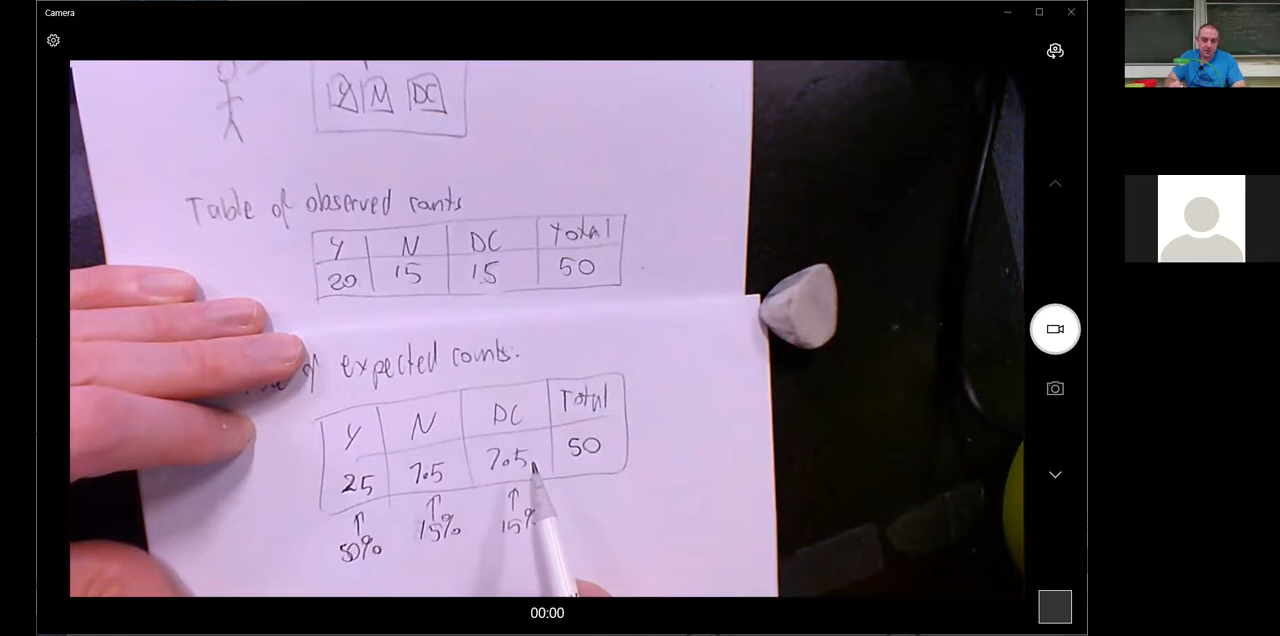 Camera
Y N DC
Table of observed counts
Y N DC Total
20 15 15 50
of expected counts:
Y N DC Total
25 7.5 7.5 50
50% 15% 15%
00:00